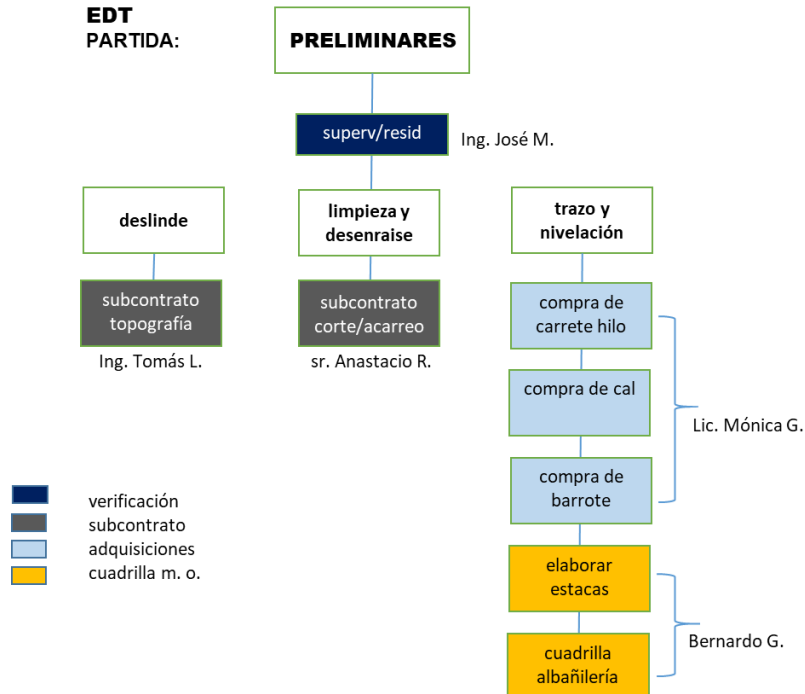 EDT
PARTIDA:
PRELIMINARES
superv/resid
Ing. José M.
deslinde
limpieza y
desenraise
trazo y
nivelación
subcontrato
topografía
Ing. Tomás L.
subcontrato
corte/acarreo
sr. Anastacio R.
compra de
carrete hilo
compra de cal
compra de
barrote
Lic. Mónica G.
elaborar
estacas
cuadrilla
albañilería
Bernardo G.
verificación
subcontrato
adquisiciones
cuadrilla m. o.